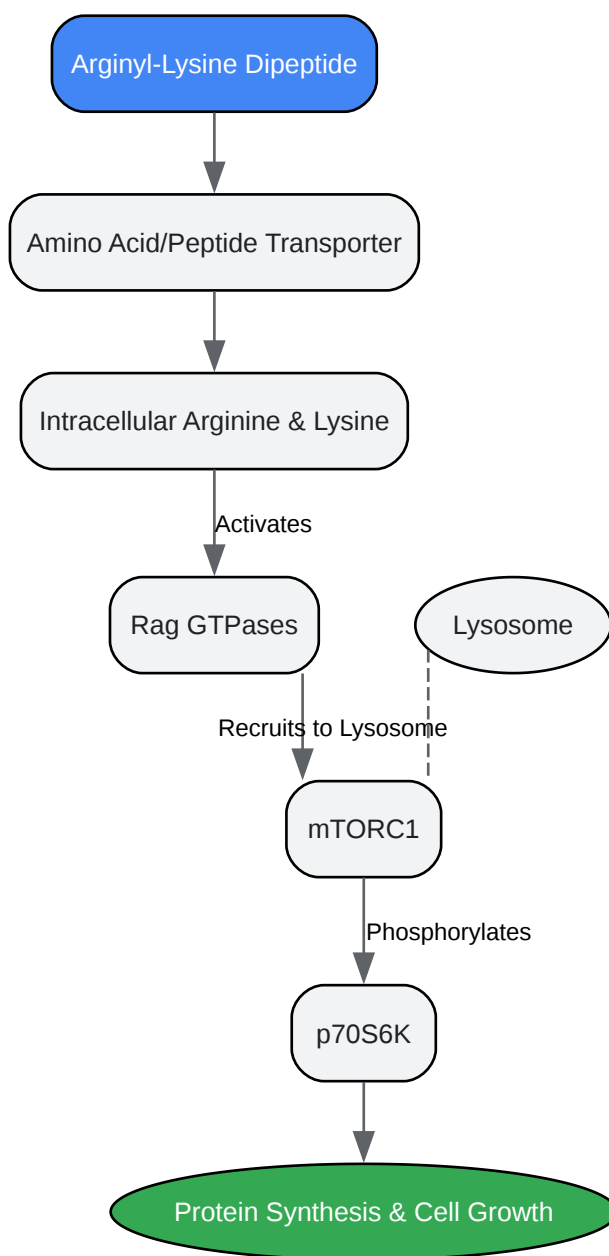 Arginyl-Lysine Dipeptide
Amino Acid/Peptide Transporter
Intracellular Arginine & Lysine
Activates
Rag GTPases
Lysosome
Recruits to Lysosome
mTORC1
Phosphorylates
p70S6K
Protein Synthesis & Cell Growth